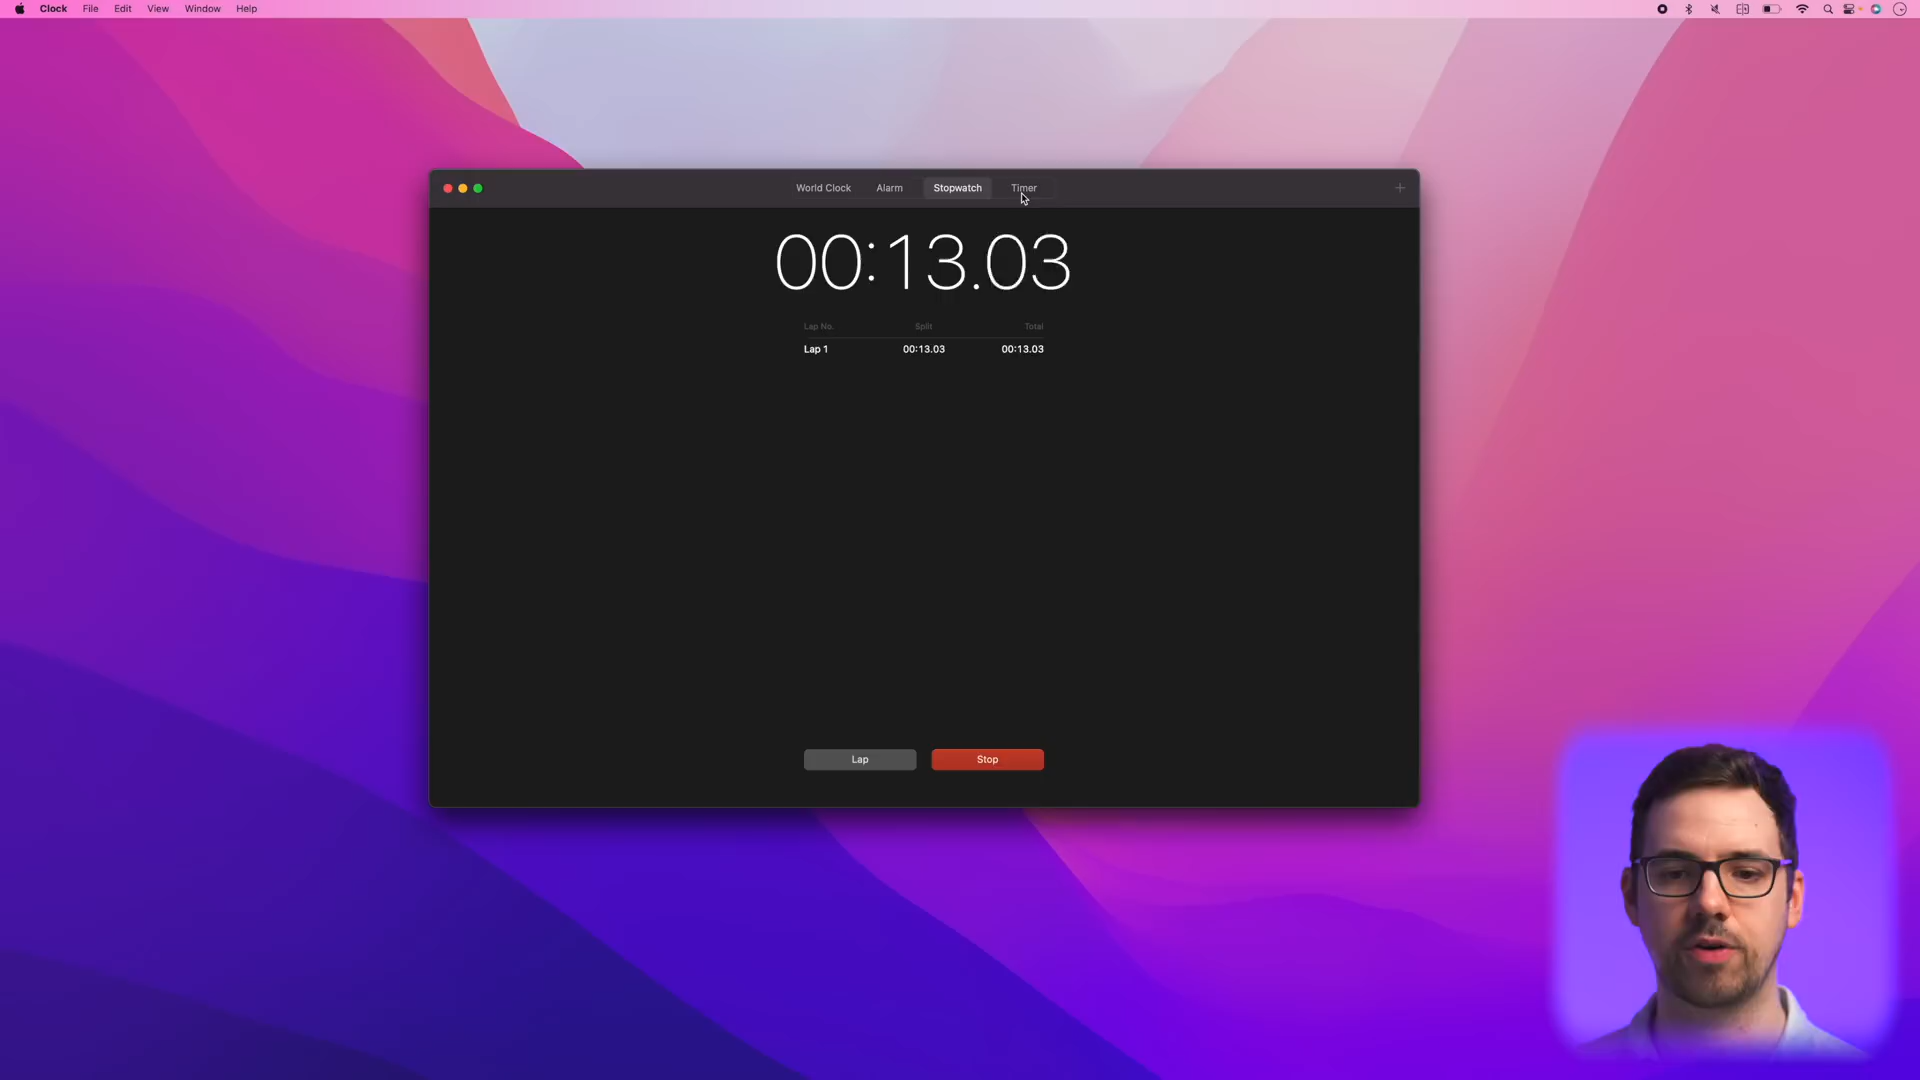 Clock File Edit View Window Help
World Clock Alarm Stopwatch Timer
00:13.03
Lap No. Split Total
Lap 1 00:13.03 00:13.03
Lap Stop